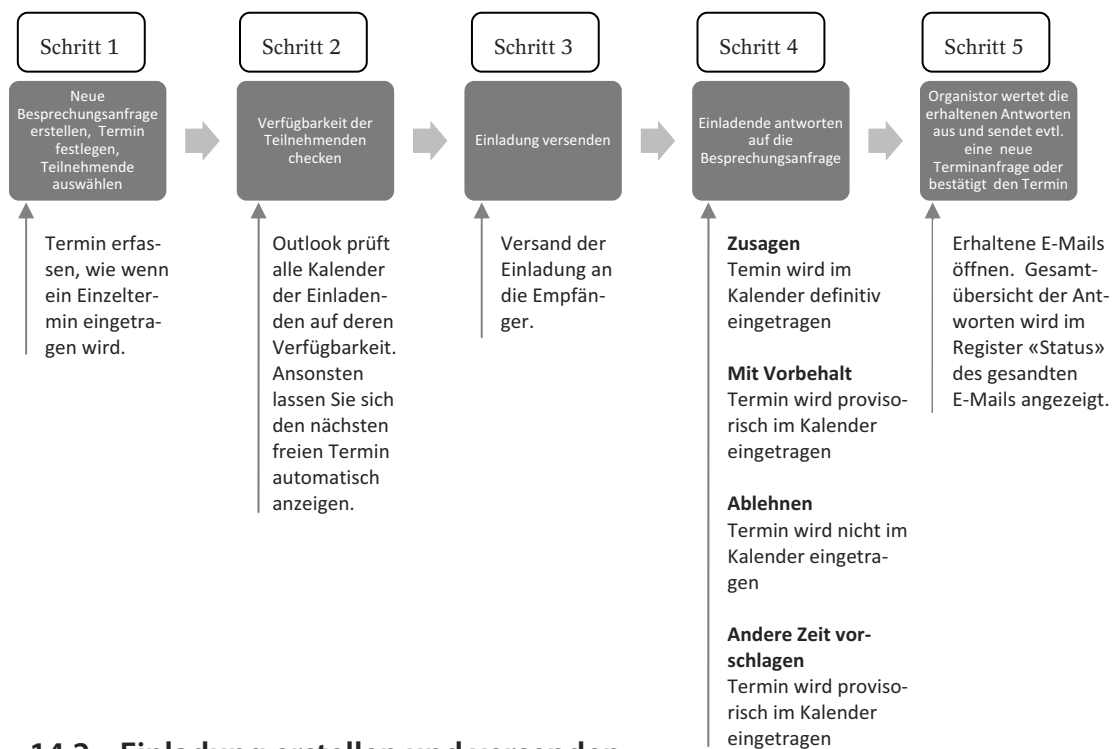 Schritt 1
Schritt 2
Schritt 3
Schritt 4
Schritt 5
Neue
Besprechungsanfrage
erstellen, Termin
festlegen,
Teilnehmende
auswählen
Verfügbarkeit der
Teilnehmenden
checken
Einladung versenden
Einladende antworten
auf die
Besprechungsanfrage
Organistor wertet die
erhaltenen Antworten
aus und sendet evtl.
eine neue
Terminanfrage oder
bestätigt den Termin
Termin erfas-
sen, wie wenn
ein Einzelter-
min eingetra-
gen wird.
Outlook prüft
alle Kalender
der Einladen-
den auf deren
Verfügbarkeit.
Ansonsten
lassen Sie sich
den nächsten
freien Termin
automatisch
anzeigen.
Versand der
Einladung an
die Empfän-
ger.
Zusagen
Temin wird im
Kalender definitiv
eingetragen
Mit Vorbehalt
Termin wird proviso-
risch im Kalender
eingetragen
Ablehnen
Termin wird nicht im
Kalender eingetra-
gen
Andere Zeit vor-
schlagen
Termin wird proviso-
risch im Kalender
eingetragen
Erhaltene E-Mails
öffnen. Gesamt-
übersicht der Ant-
worten wird im
Register «Status»
des gesandten
E-Mails angezeigt.